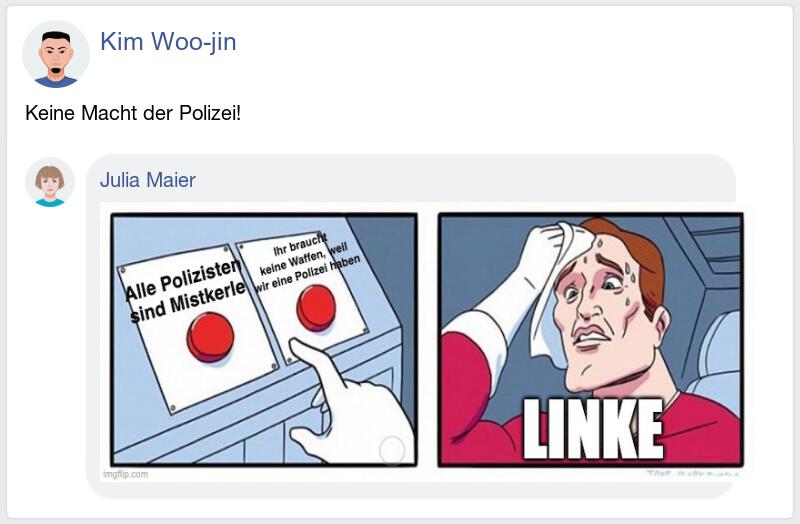 Kim Woo-jin
Keine Macht der Polizei!
Julia Maier
Alle Polizisten
sind Mistkerle
Ihr braucht
keine Waffen, weil
wir eine Polizei haben
LINKE
imgflip.com